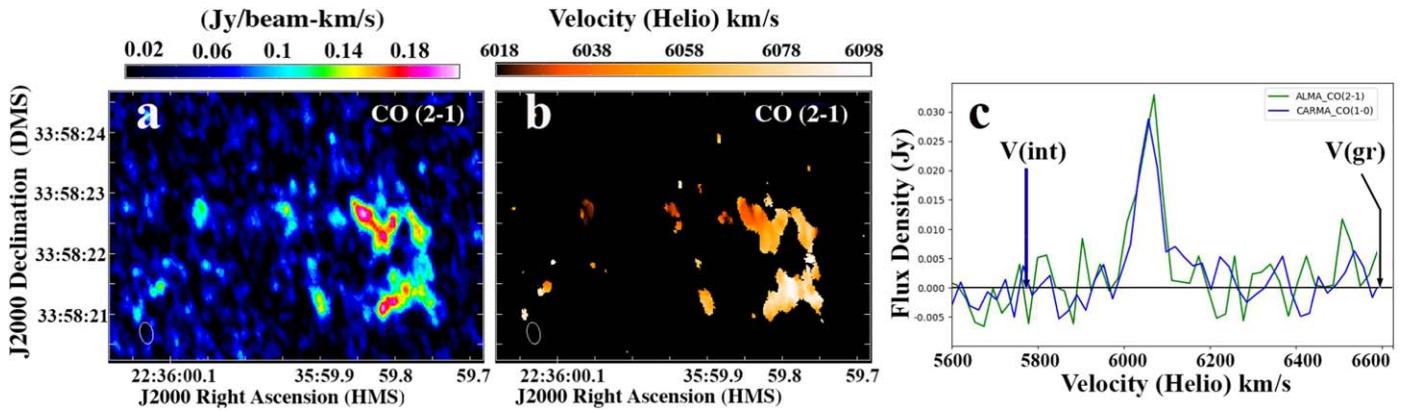 (Jy/beam-km/s)
0.02 0.06 0.1 0.14 0.18
a
CO (2-1)
33:58:24
33:58:23
33:58:22
33:58:21
J2000 Declination (DMS)
22:36:00.1 35:59.9 59.8 59.7
J2000 Right Ascension (HMS)
Velocity (Helio) km/s
6018 6038 6058 6078 6098
b
CO (2-1)
22:36:00.1 35:59.9 59.8 59.7
J2000 Right Ascension (HMS)
c
ALMA_CO(2-1)
CARMA_CO(1-0)
V(int)
V(gr)
0.030
0.025
0.020
0.015
0.010
0.005
0.000
-0.005
Flux Density (Jy)
5600 5800 6000 6200 6400 6600
Velocity (Helio) km/s